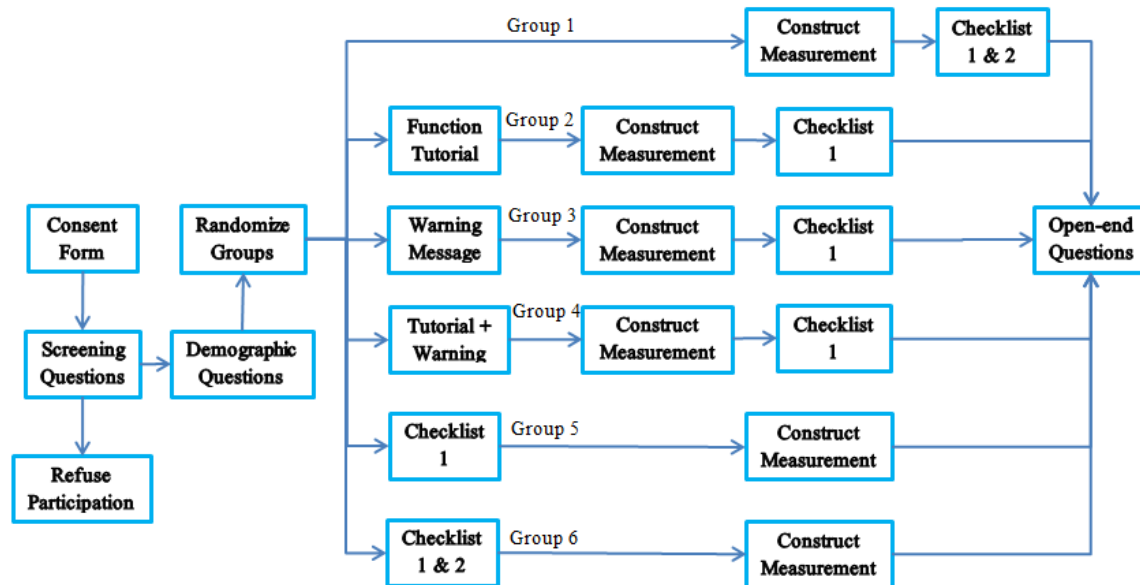 Group 1
Construct
Measurement
Checklist
1 & 2
Function
Tutorial
Group 2
Construct
Measurement
Checklist
1
Consent
Form
Randomize
Groups
Warning
Message
Group 3
Construct
Measurement
Checklist
1
Open-end
Questions
Screening
Questions
Demographic
Questions
Tutorial +
Warning
Group 4
Construct
Measurement
Checklist
1
Refuse
Participation
Checklist
1
Group 5
Construct
Measurement
Checklist
1 & 2
Group 6
Construct
Measurement